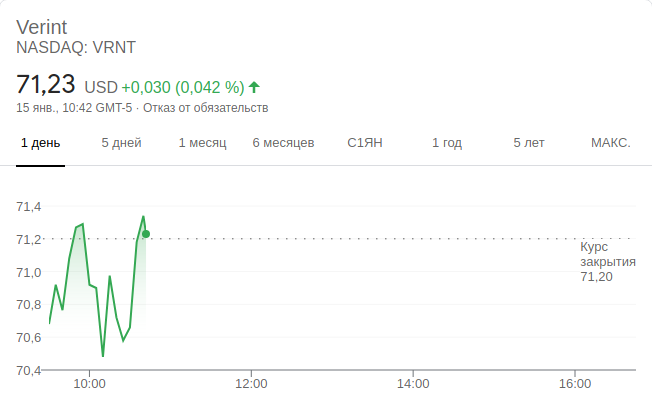 Verint
NASDAQ: VRNT
71,23 USD +0,030 (0,042 %)
15 янв., 10:42 GMT-5 · Отказ от обязательств
1 день 5 дней 1 месяц 6 месяцев С1ЯН 1 год 5 лет МАКС.
71,4
71,2
Курс
закрытия
71,20
71,0
70,8
70,6
70,4
10:00 12:00 14:00 16:00